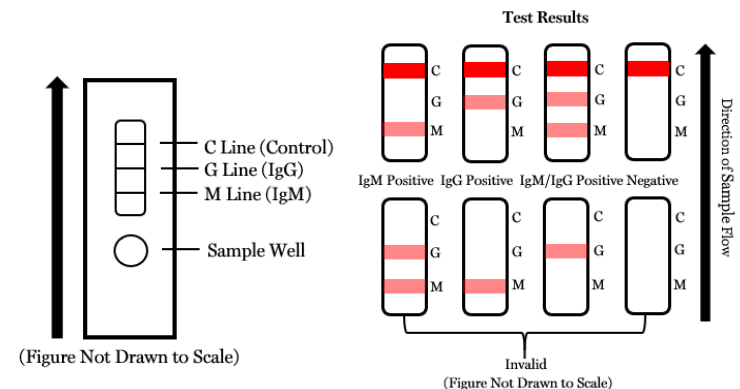 C Line (Control)
G Line (IgG)
M Line (IgM)
Sample Well
(Figure Not Drawn to Scale)
Test Results
C
G
M
C
G
M
C
G
M
C
G
M
IgM Positive
IgG Positive
IgM/IgG Positive
Negative
C
G
M
C
G
M
C
G
M
C
G
M
Invalid
(Figure Not Drawn to Scale)
Direction of Sample Flow